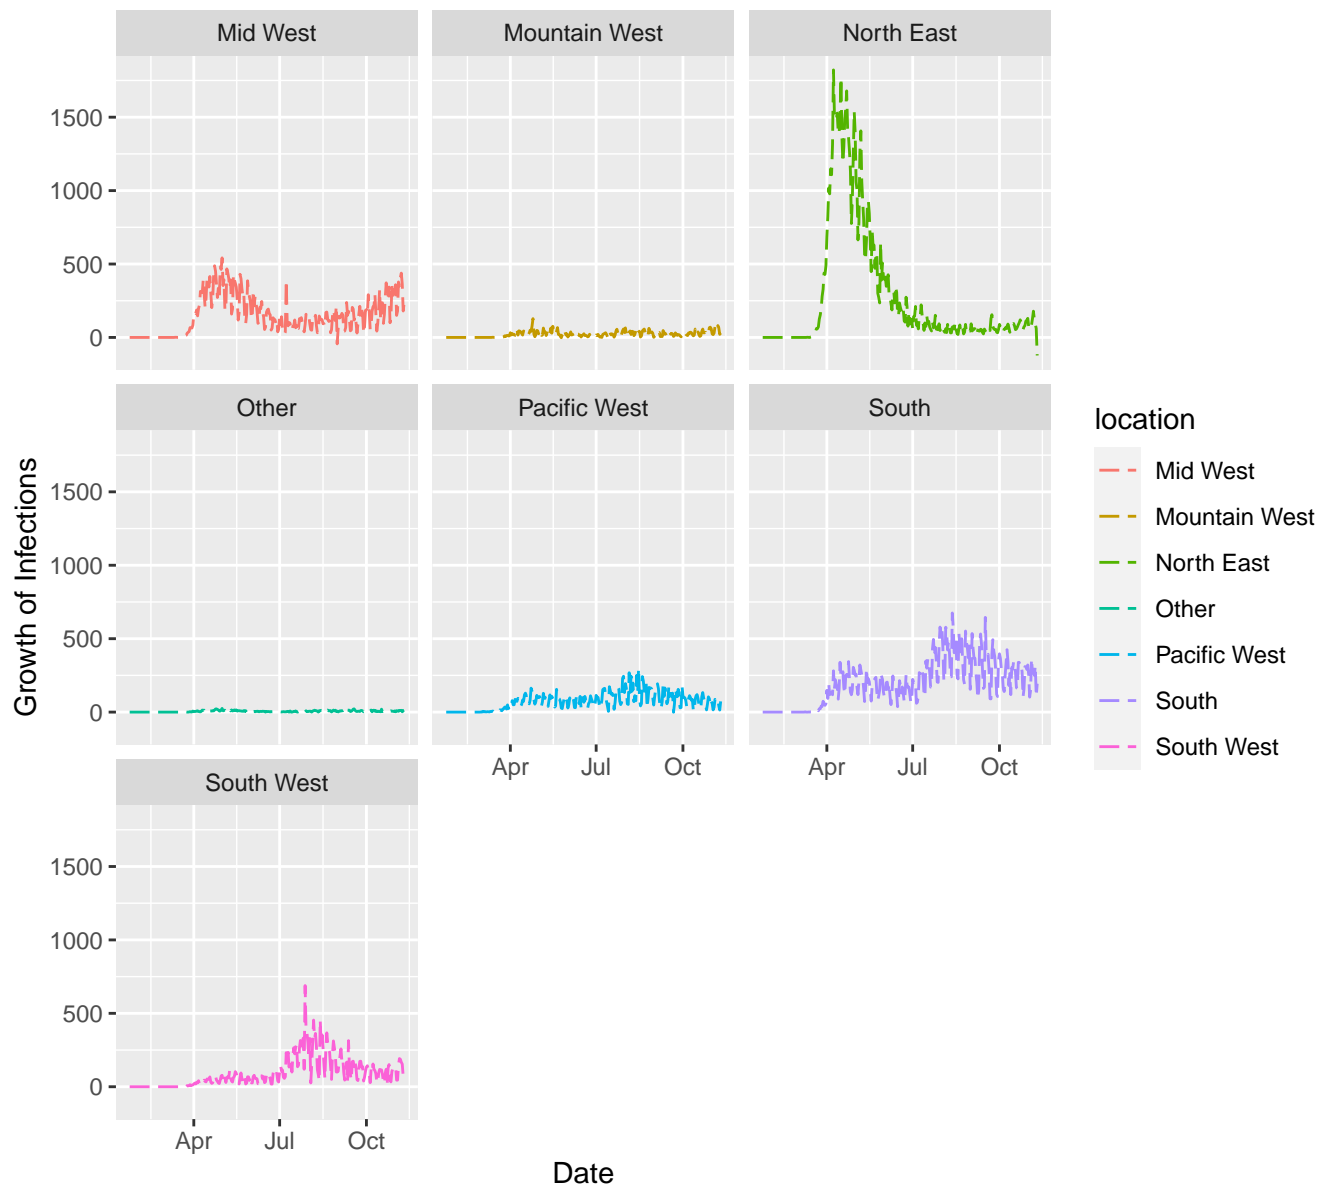 Mid West
Mountain West
North East
1500
1000
500
0
Other
Pacific West
South
1500
1000
500
0
Apr Jul Oct
Apr Jul Oct
South West
1500
1000
500
0
Apr Jul Oct
Growth of Infections
Date
location
Mid West
Mountain West
North East
Other
Pacific West
South
South West